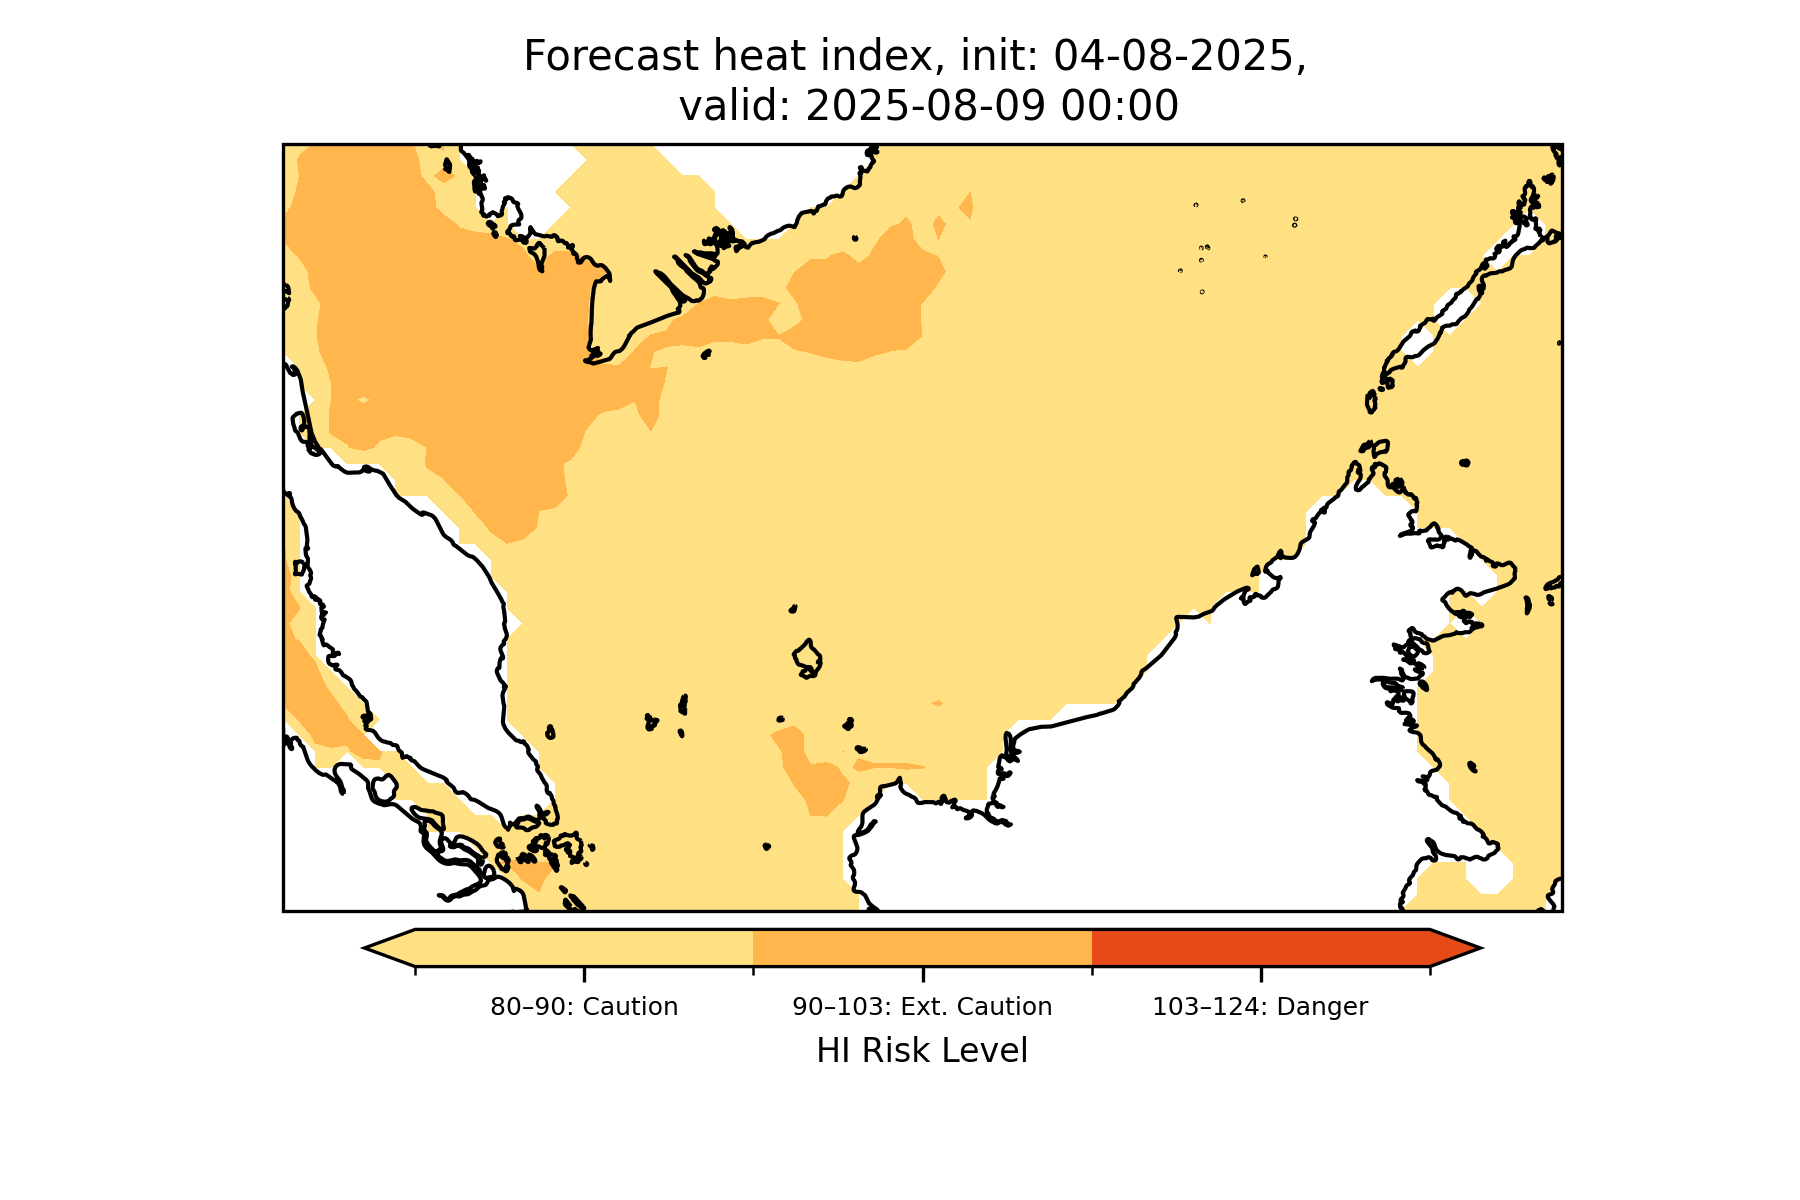 Forecast heat index, init: 04-08-2025,
valid: 2025-08-09 00:00
80–90: Caution
90–103: Ext. Caution
103–124: Danger
HI Risk Level